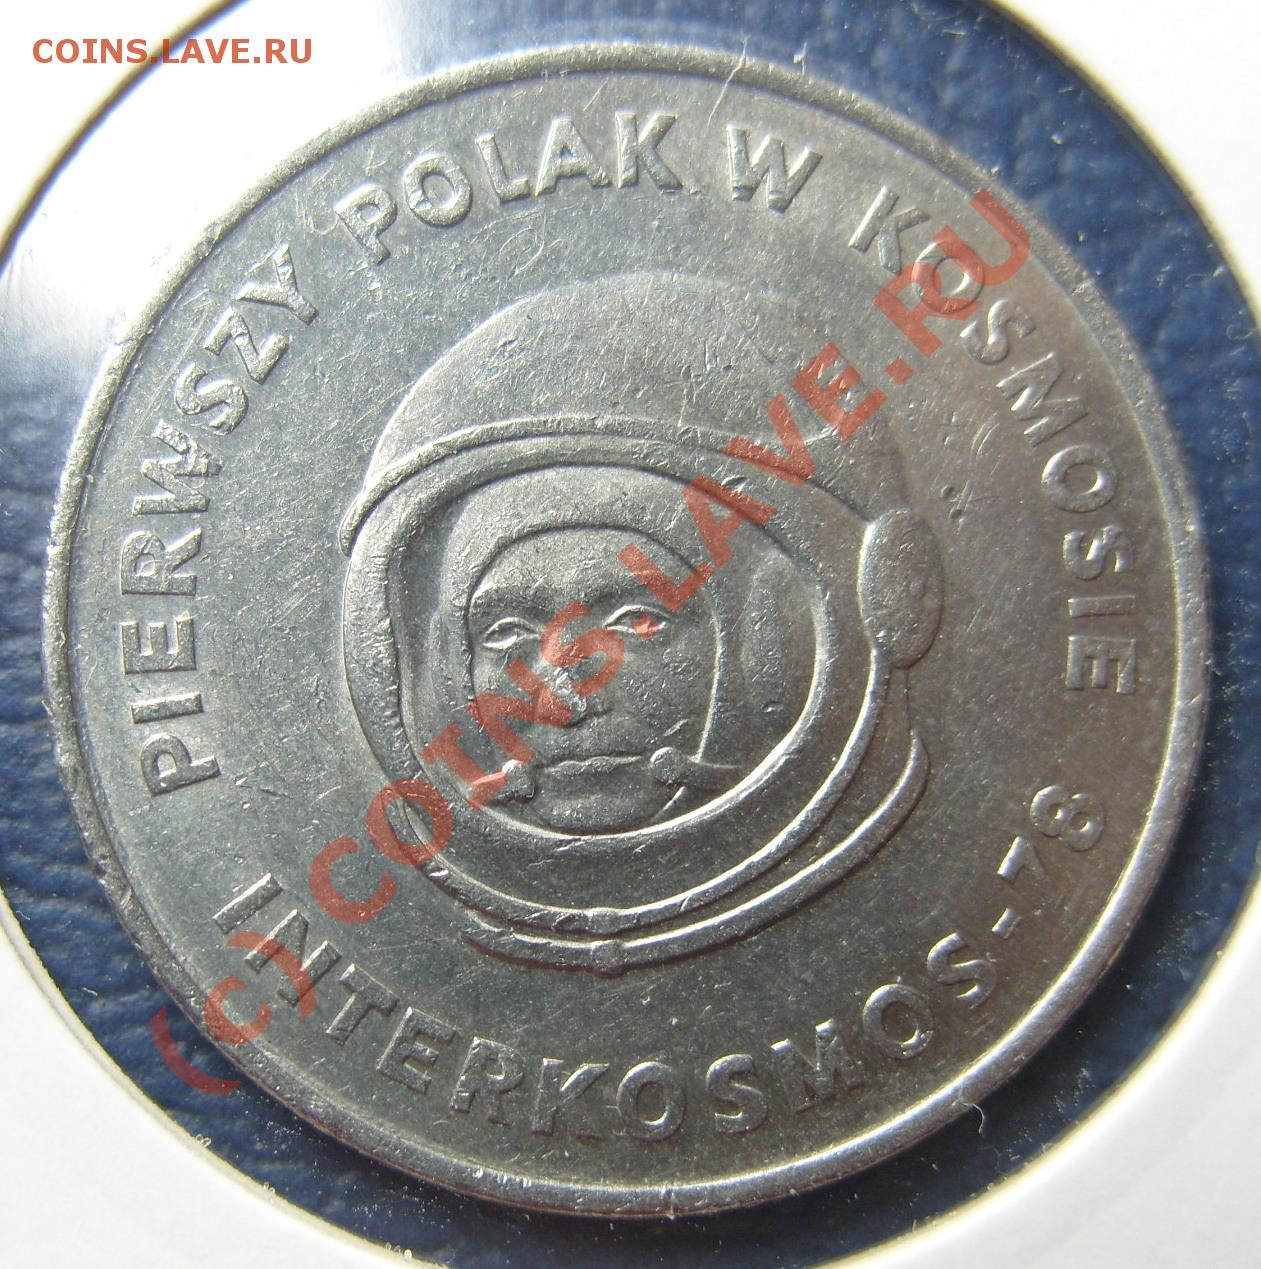 COINS.LAVE.RU
PIERWSZY POLAK W KOSMOSIE
INTERKOSMOS-78
(c) COINS.LAVE.RU